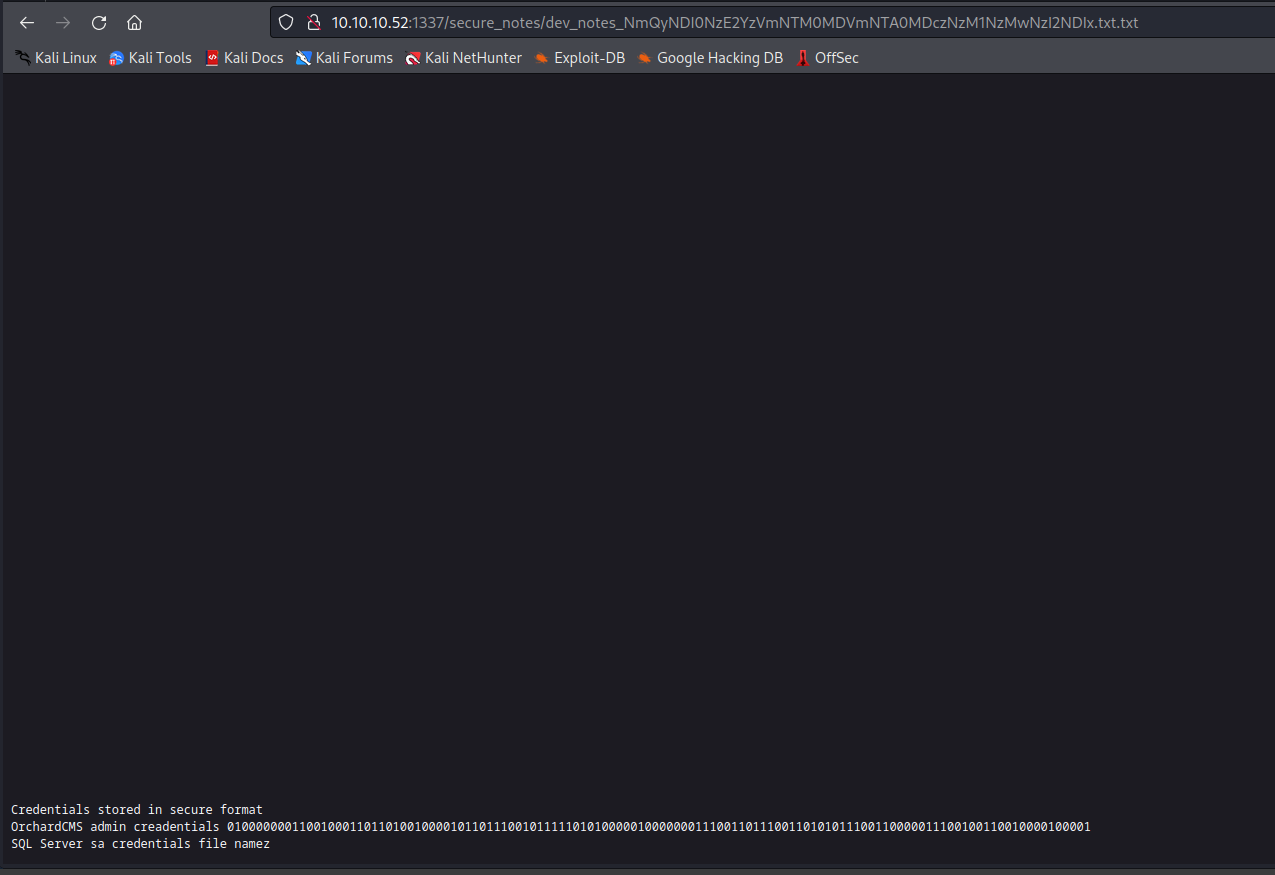 10.10.10.52:1337/secure_notes/dev_notes_NmQyNDI0NzE2YzVmNTM0MDVmNTA0MDczNzM1NzMwNzI2NDIx.txt.txt
Kali Linux Kali Tools Kali Docs Kali Forums Kali NetHunter Exploit-DB Google Hacking DB OffSec
Credentials stored in secure format
OrchardCMS admin creadentials 010000000110010001101101001000010110111001011111010100000100000001110011011100110101011100110000011100100110010000100001
SQL Server sa credentials file namez